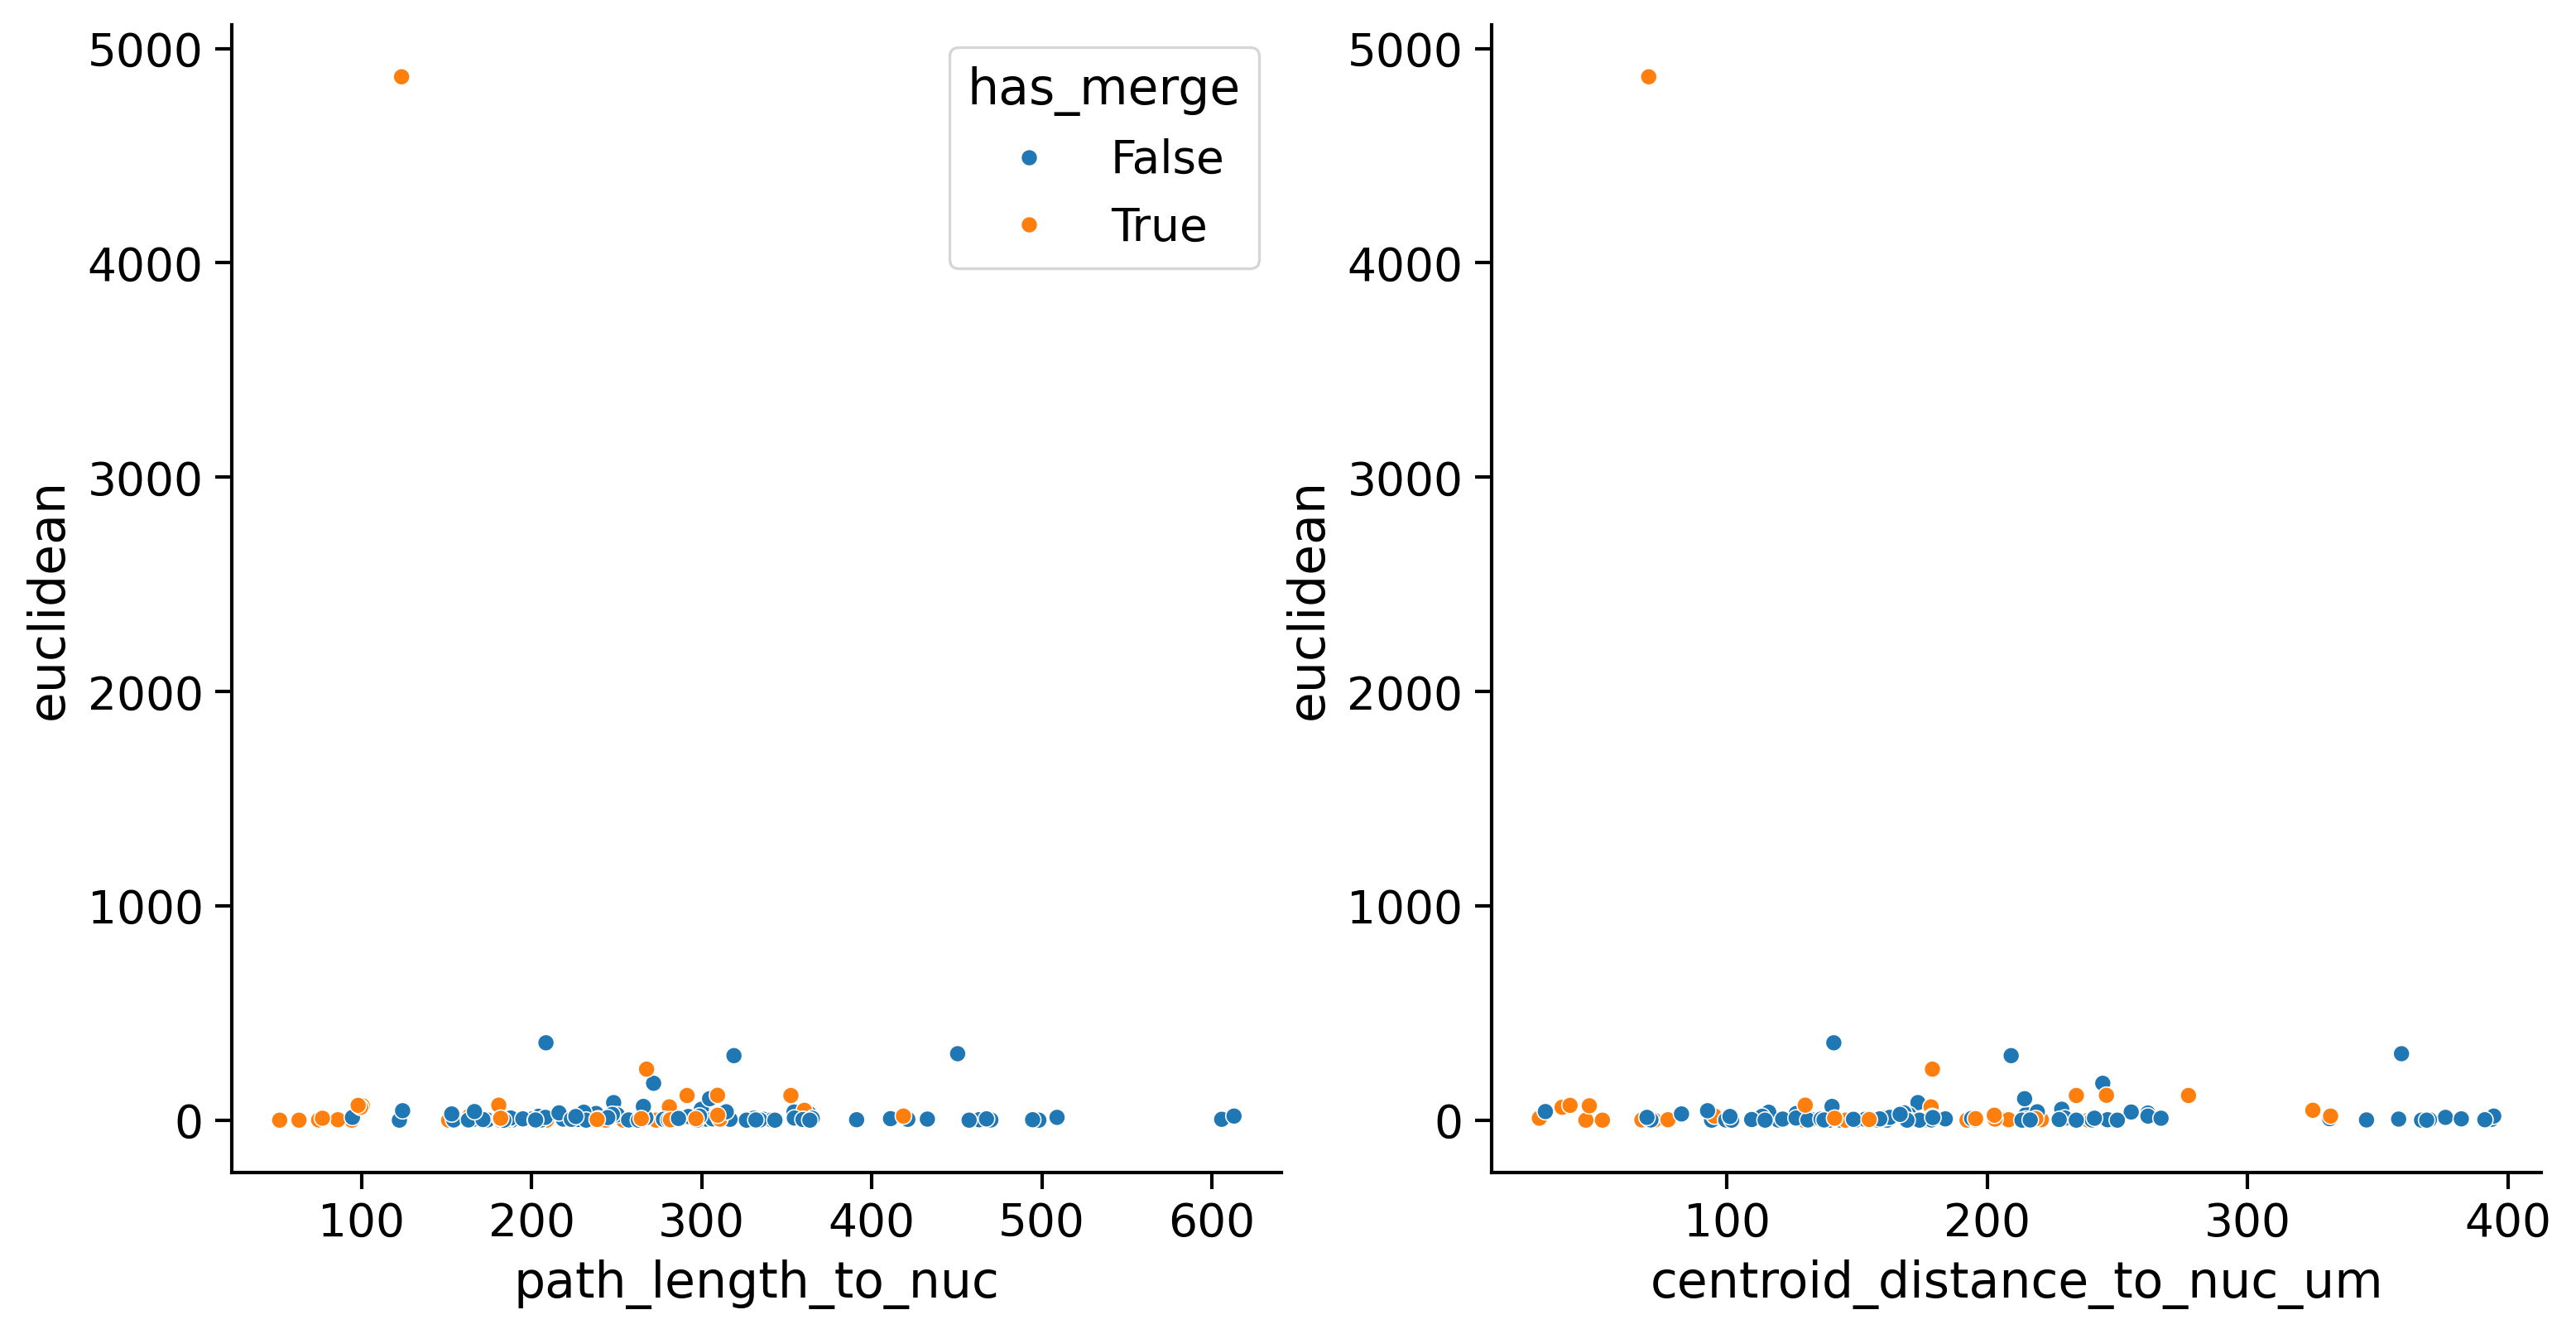 5000
4000
3000
2000
1000
0
euclidean
100 200 300 400 500 600
path_length_to_nuc
has_merge
False
True
5000
4000
3000
2000
1000
0
euclidean
100 200 300 400
centroid_distance_to_nuc_um